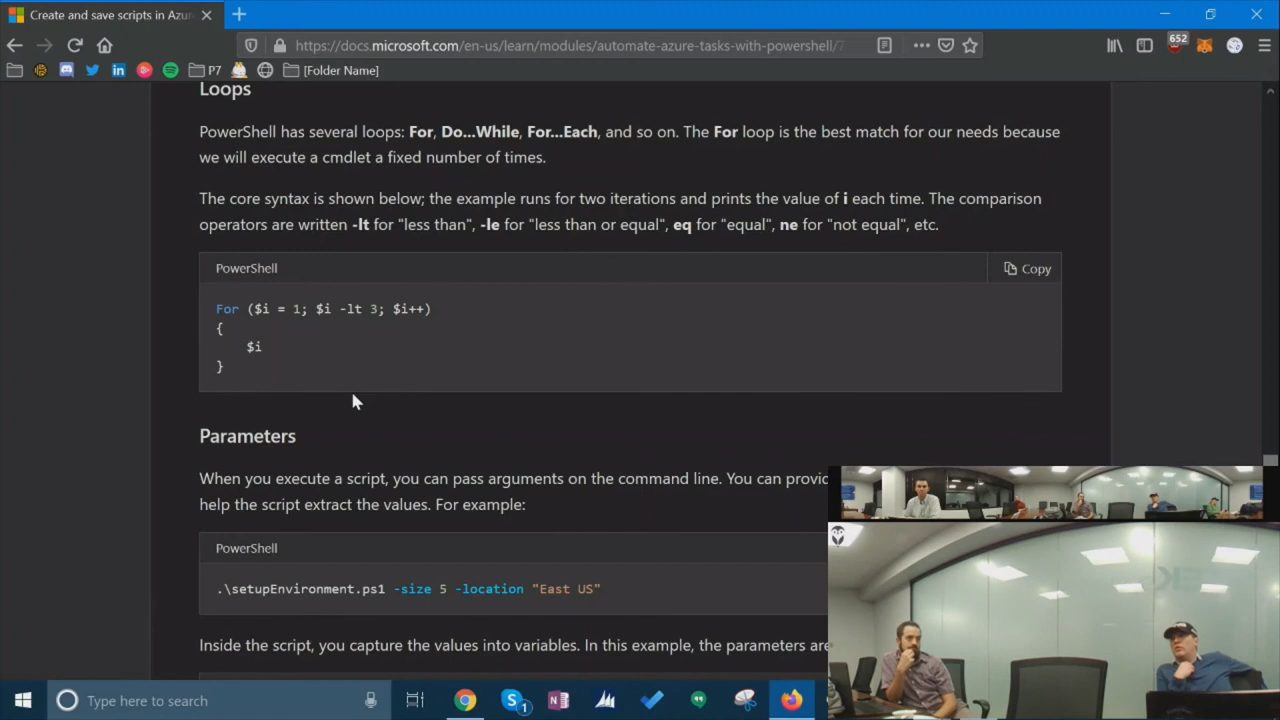 Create and save scripts in Azur
https://docs.microsoft.com/en-us/learn/modules/automate-azure-tasks-with-powershell/7
652
P7
[Folder Name]
Loops
PowerShell has several loops: For, Do...While, For...Each, and so on. The For loop is the best match for our needs because
we will execute a cmdlet a fixed number of times.
The core syntax is shown below; the example runs for two iterations and prints the value of i each time. The comparison
operators are written -lt for "less than", -le for "less than or equal", eq for "equal", ne for "not equal", etc.
PowerShell
Copy
For ($i = 1; $i -lt 3; $i++)
{
$i
}
Parameters
When you execute a script, you can pass arguments on the command line. You can provid
help the script extract the values. For example:
PowerShell
.\setupEnvironment.ps1 -size 5 -location "East US"
Inside the script, you capture the values into variables. In this example, the parameters are
Type here to search
1